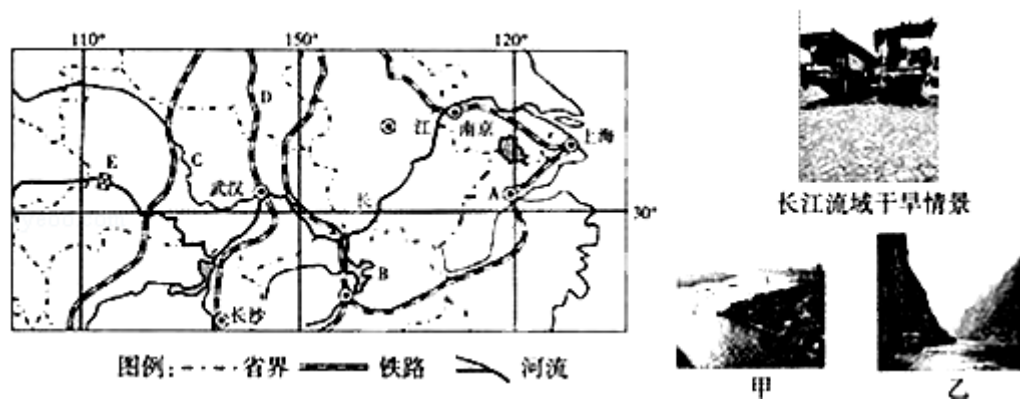 110° 150° 120°
D
江 南京
上海
C
E
武汉
长
A
30°
B
长沙
图例: 省界 铁路 河流
长江流域干旱情景
甲 乙